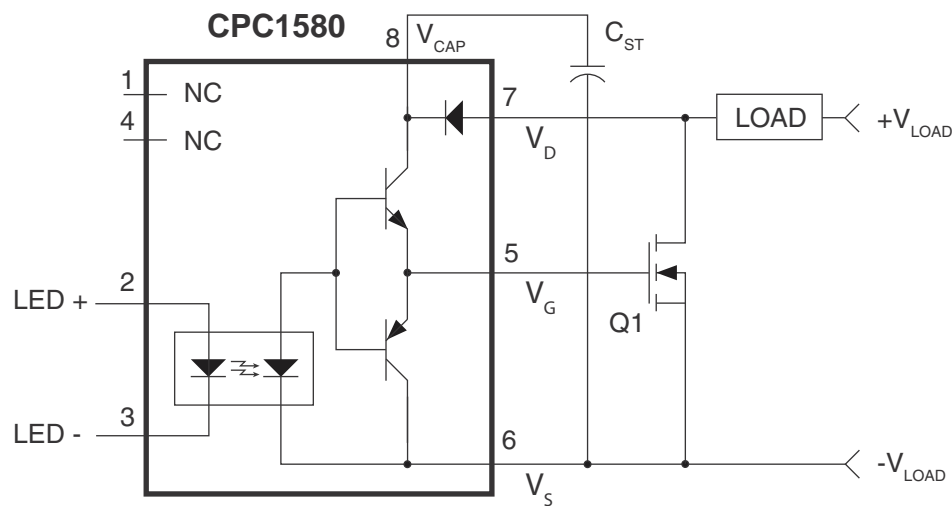 CPC1580
8 V_CAP
C_ST
1 NC
4 NC
7
V_D
LOAD
+V_LOAD
5
V_G
Q1
2
LED +
3
LED -
6
V_S
-V_LOAD